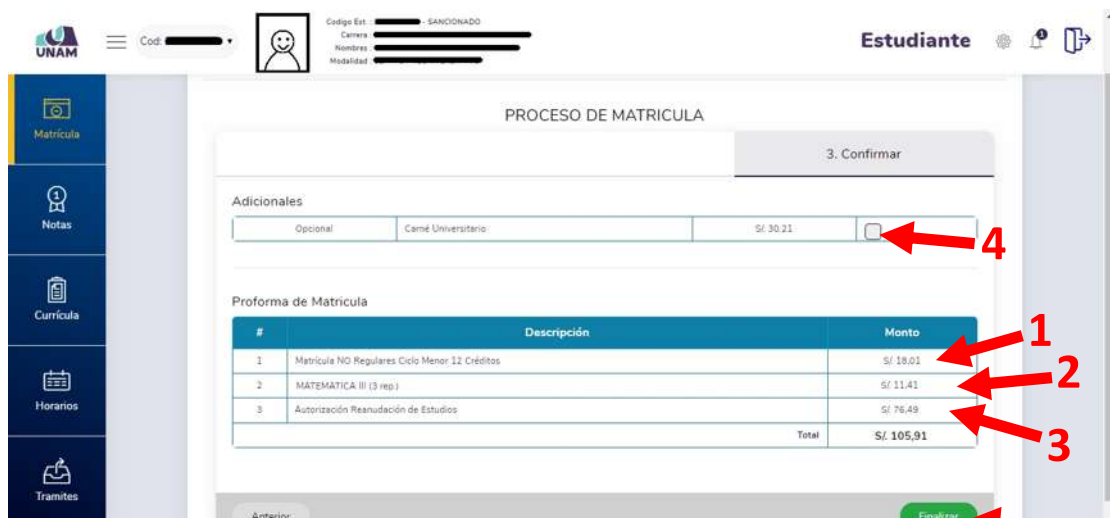 UNAM
Cod:
Codigo Est. : - SANCIONADO
Carrera :
Nombres :
Modalidad :
Estudiante
Matrícula
Notas
Currícula
Horarios
Tramites
PROCESO DE MATRICULA
3. Confirmar
Adicionales
Opcional Carné Universitario S/. 30.21
4
Proforma de Matricula
# Descripción Monto
1 Matrícula NO Regulares Ciclo Menor 12 Créditos S/. 18,01
1
2 MATEMATICA III (3 rep.) S/. 11,41
2
3 Autorización Reanudación de Estudios S/. 76,49
3
Total S/. 105,91
Anterior Finalizar